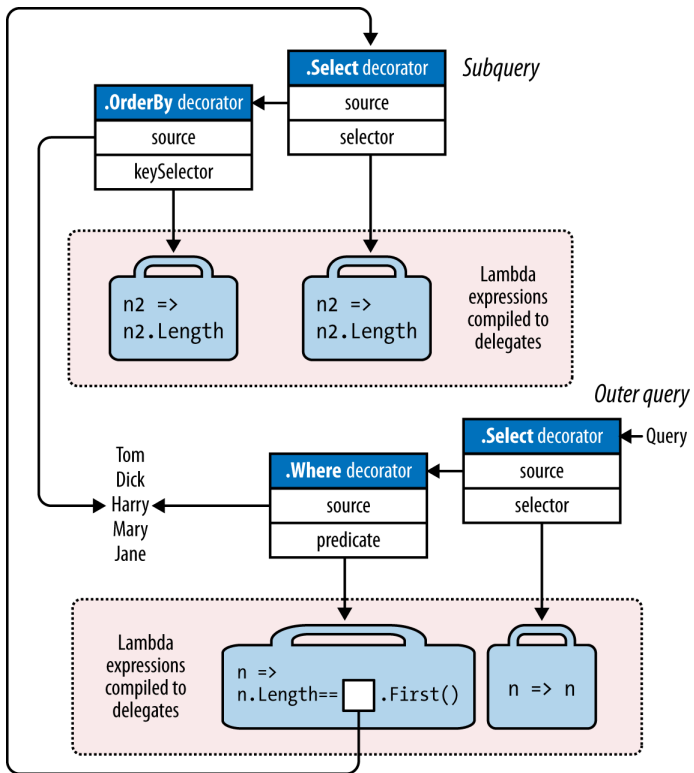 .Select decorator
Subquery
source
selector
.OrderBy decorator
source
keySelector
n2 =>
n2.Length
n2 =>
n2.Length
Lambda
expressions
compiled to
delegates
Outer query
.Select decorator
Query
source
selector
.Where decorator
source
predicate
Tom
Dick
Harry
Mary
Jane
Lambda
expressions
compiled to
delegates
n =>
n.Length== .First()
n => n